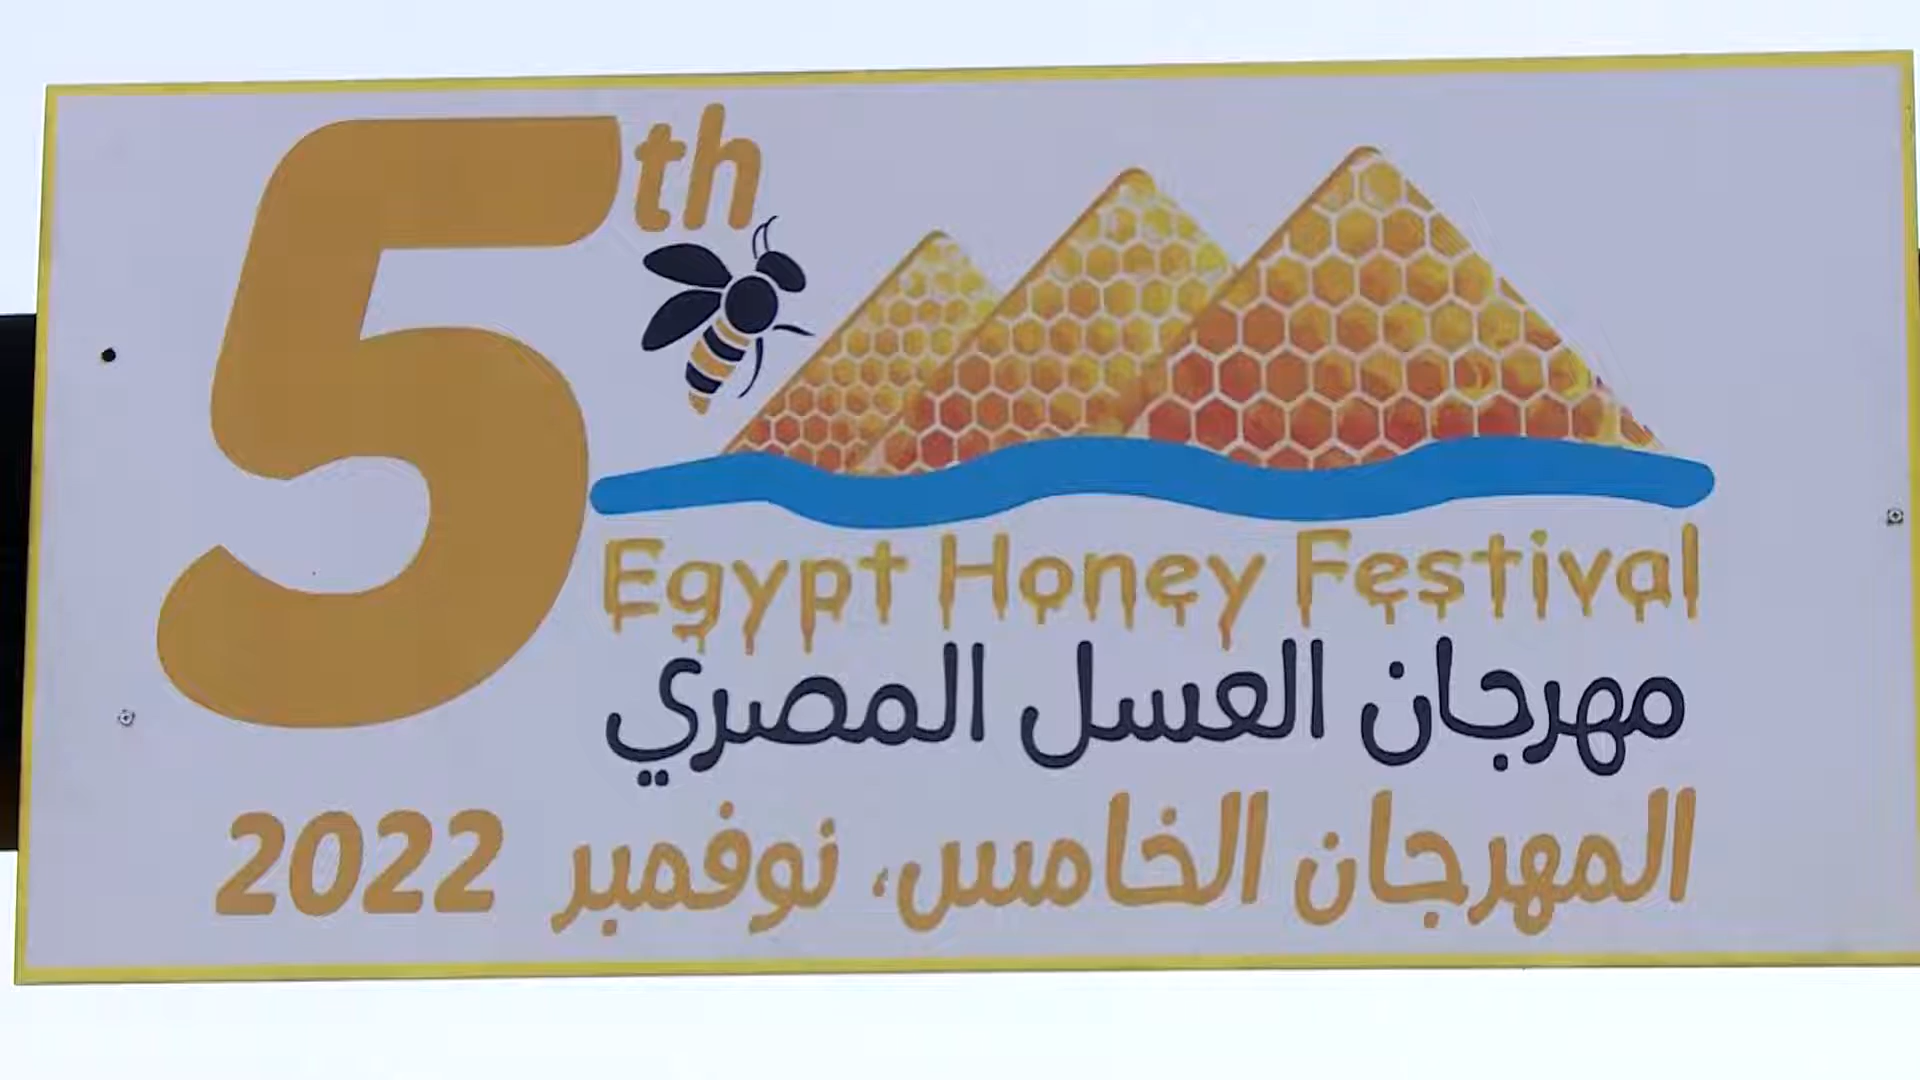 5th
Egypt Honey Festival
مهرجان العسل المصري
المهرجان الخامس، نوفمبر 2022